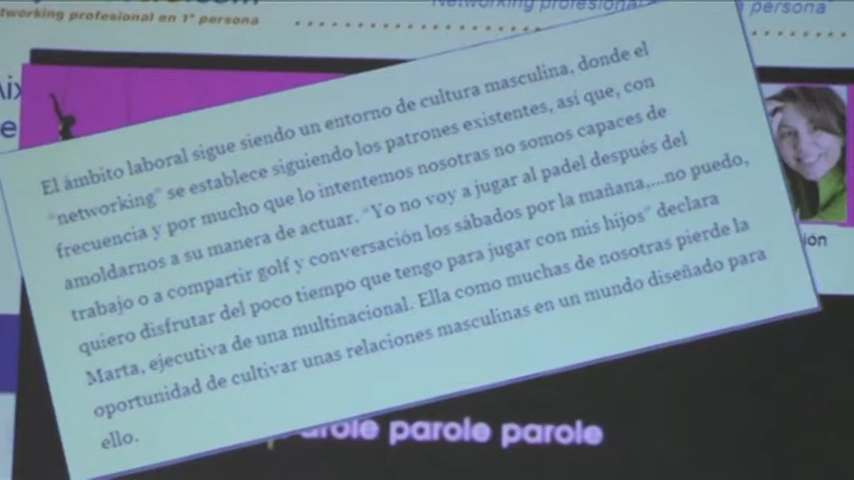 networking profesional en 1ª persona
Networking profesional
persona
El ámbito laboral sigue siendo un entorno de cultura masculina, donde el
"networking" se establece siguiendo los patrones existentes, así que, con
frecuencia y por mucho que lo intentemos nosotras no somos capaces de
amoldarnos a su manera de actuar. "Yo no voy a jugar al padel después del
trabajo o a compartir golf y conversación los sábados por la mañana,...no puedo,
quiero disfrutar del poco tiempo que tengo para jugar con mis hijos" declara
Marta, ejecutiva de una multinacional. Ella como muchas de nosotras pierde la
oportunidad de cultivar unas relaciones masculinas en un mundo diseñado para
ello.
parole parole